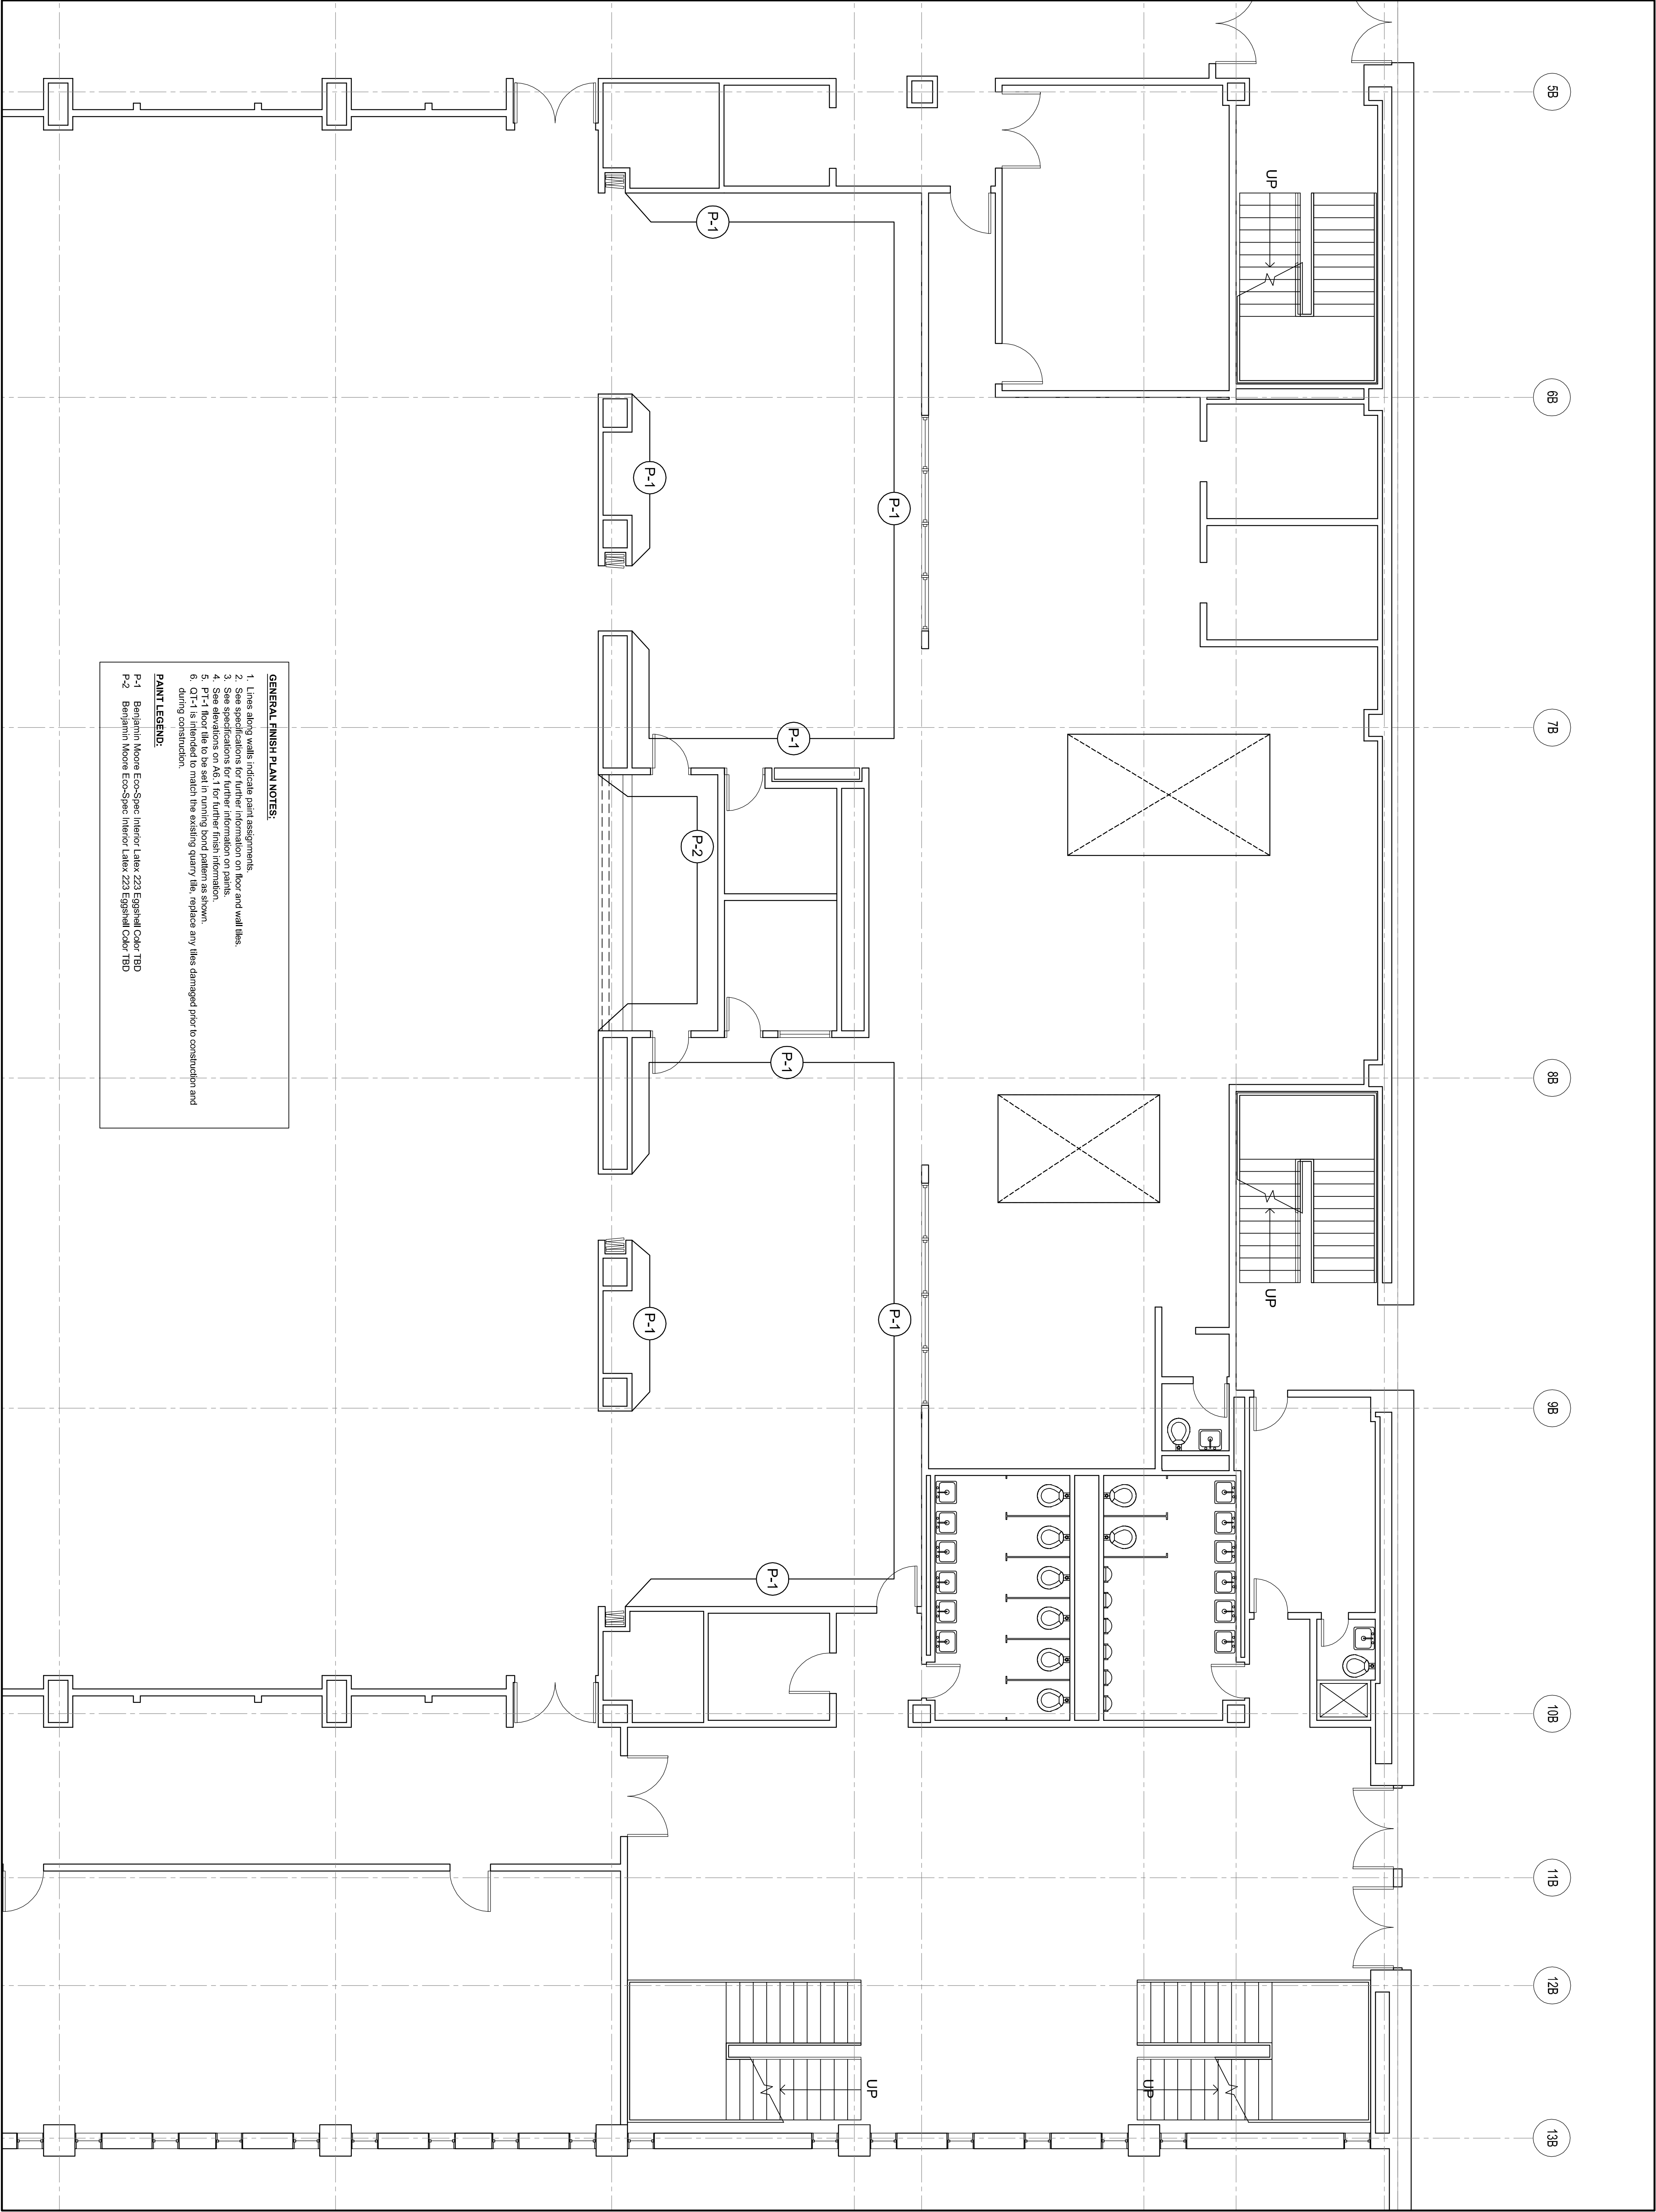 5B
6B
7B
8B
9B
10B
11B
12B
13B
UP
UP
UP
UP
P-1
P-1
P-1
P-1
P-2
P-1
P-1
P-1
P-1
GENERAL FINISH PLAN NOTES:
1. Lines along walls indicate paint assignments.
2. See specifications for further information on floor and wall tiles.
3. See specifications for further information on paints.
4. See elevations on A6.1 for further finish information.
5. PT-1 floor tile to be set in running bond pattern as shown.
6. QT-1 is intended to match the existing quarry tile, replace any tiles damaged prior to construction and
during construction.
PAINT LEGEND:
P-1 Benjamin Moore Eco-Spec Interior Latex 223 Eggshell Color TBD
P-2 Benjamin Moore Eco-Spec Interior Latex 223 Eggshell Color TBD